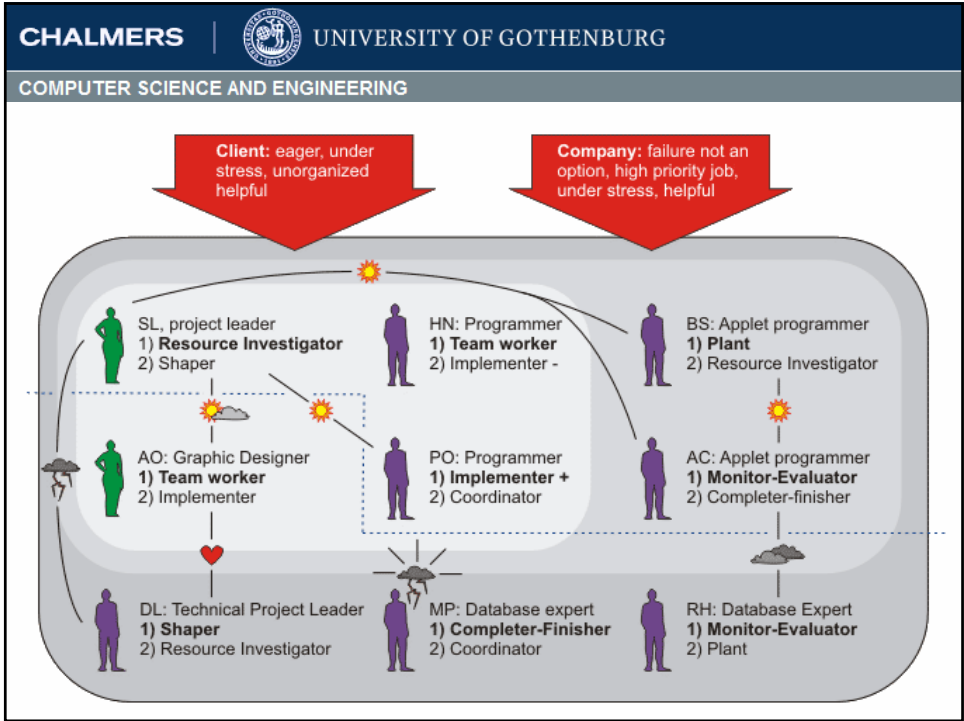 CHALMERS
UNIVERSITY OF GOTHENBURG
COMPUTER SCIENCE AND ENGINEERING
Client: eager, under
stress, unorganized
helpful
Company: failure not an
option, high priority job,
under stress, helpful
SL, project leader
1) Resource Investigator
2) Shaper
HN: Programmer
1) Team worker
2) Implementer -
BS: Applet programmer
1) Plant
2) Resource Investigator
AO: Graphic Designer
1) Team worker
2) Implementer
PO: Programmer
1) Implementer +
2) Coordinator
AC: Applet programmer
1) Monitor-Evaluator
2) Completer-finisher
DL: Technical Project Leader
1) Shaper
2) Resource Investigator
MP: Database expert
1) Completer-Finisher
2) Coordinator
RH: Database Expert
1) Monitor-Evaluator
2) Plant